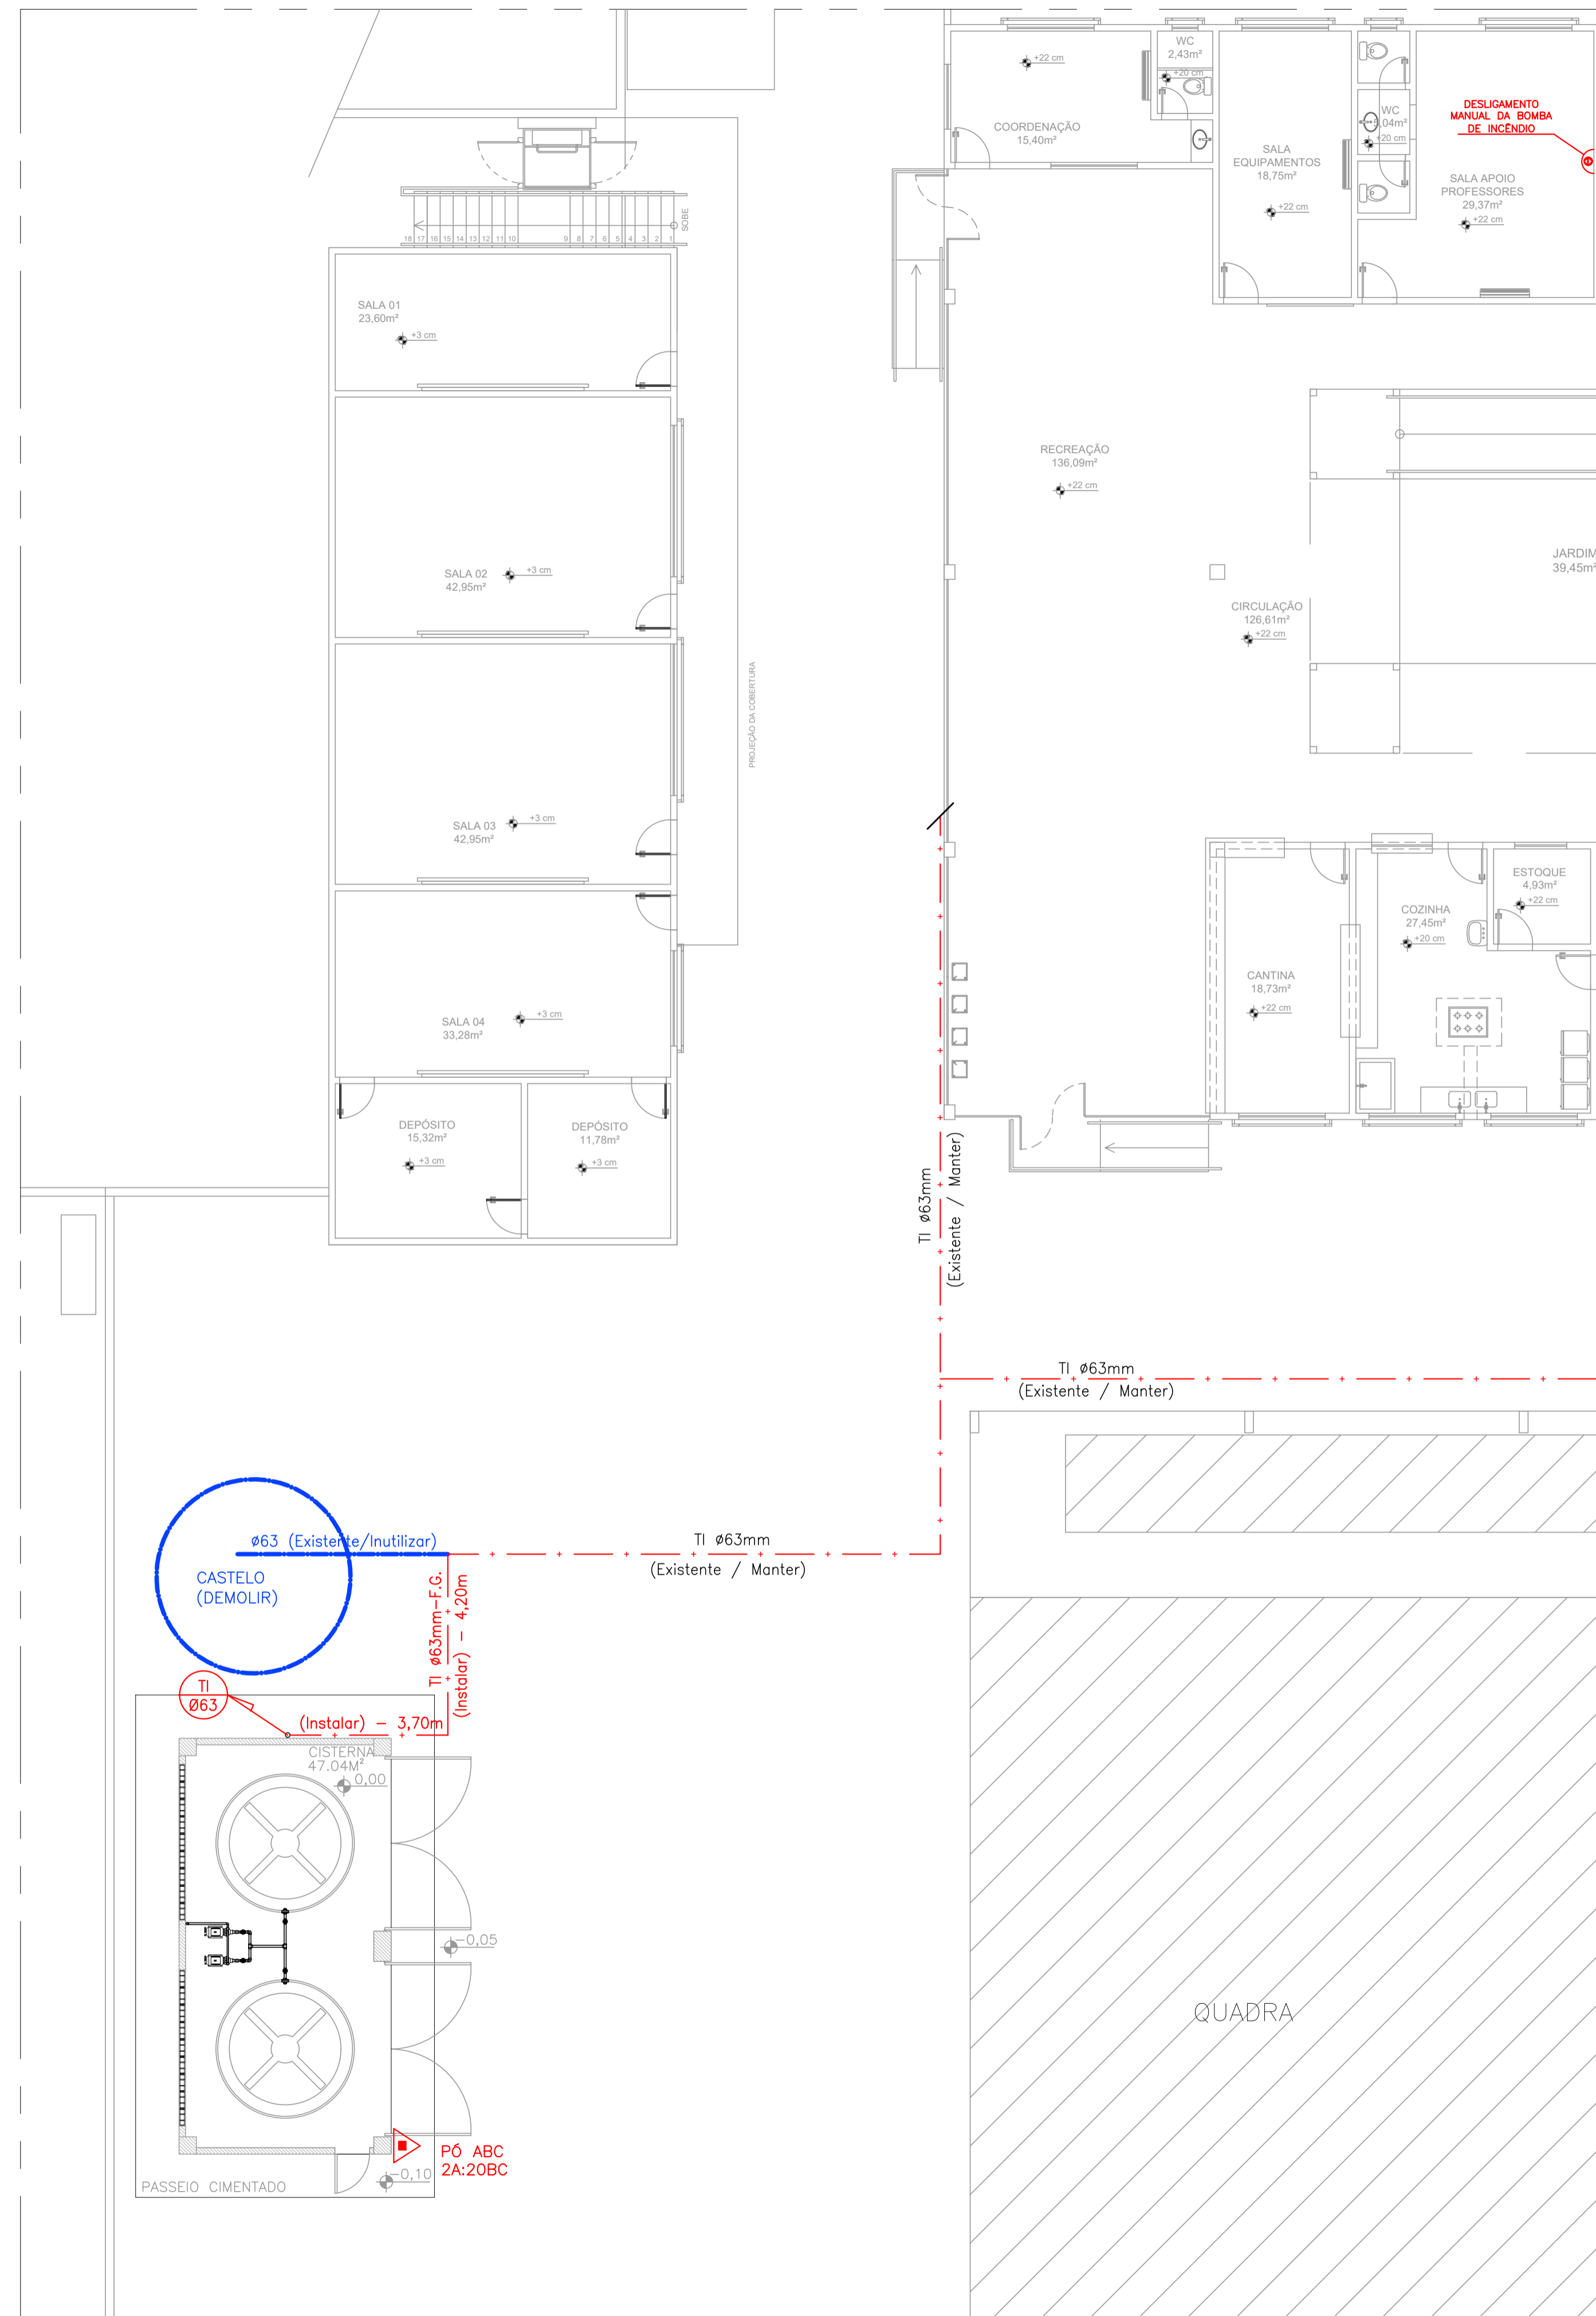 WC
2,43m²
+20 cm
+22 cm
COORDENAÇÃO
15,40m²
SALA
EQUIPAMENTOS
18,75m²
+22 cm
WC
,04m²
+20 cm
DESLIGAMENTO
MANUAL DA BOMBA
DE INCÊNDIO
SALA APOIO
PROFESSORES
29,37m²
+22 cm
SOBE
18 17 16 15 14 13 12 11 10 9 8 7 6 5 4 3 2 1
SALA 01
23,60m²
+3 cm
RECREAÇÃO
136,09m²
+22 cm
SALA 02
42,95m²
+3 cm
JARDIM
39,45m²
CIRCULAÇÃO
126,61m²
+22 cm
PROJEÇÃO DA COBERTURA
SALA 03
42,95m²
+3 cm
ESTOQUE
4,93m²
+22 cm
COZINHA
27,45m²
+20 cm
CANTINA
18,73m²
+22 cm
SALA 04
33,28m²
+3 cm
DEPÓSITO
15,32m²
+3 cm
DEPÓSITO
11,78m²
+3 cm
TI Ø63mm
(Existente / Manter)
TI Ø63mm
(Existente / Manter)
Ø63 (Existente/Inutilizar)
TI Ø63mm
(Existente / Manter)
CASTELO
(DEMOLIR)
TI Ø63mm-F.G.
(Instalar) - 4,20m
TI
Ø63
(Instalar) - 3,70m
CISTERNA
47.04M²
0,00
-0,05
QUADRA
PÓ ABC
2A:20BC
-0,10
PASSEIO CIMENTADO